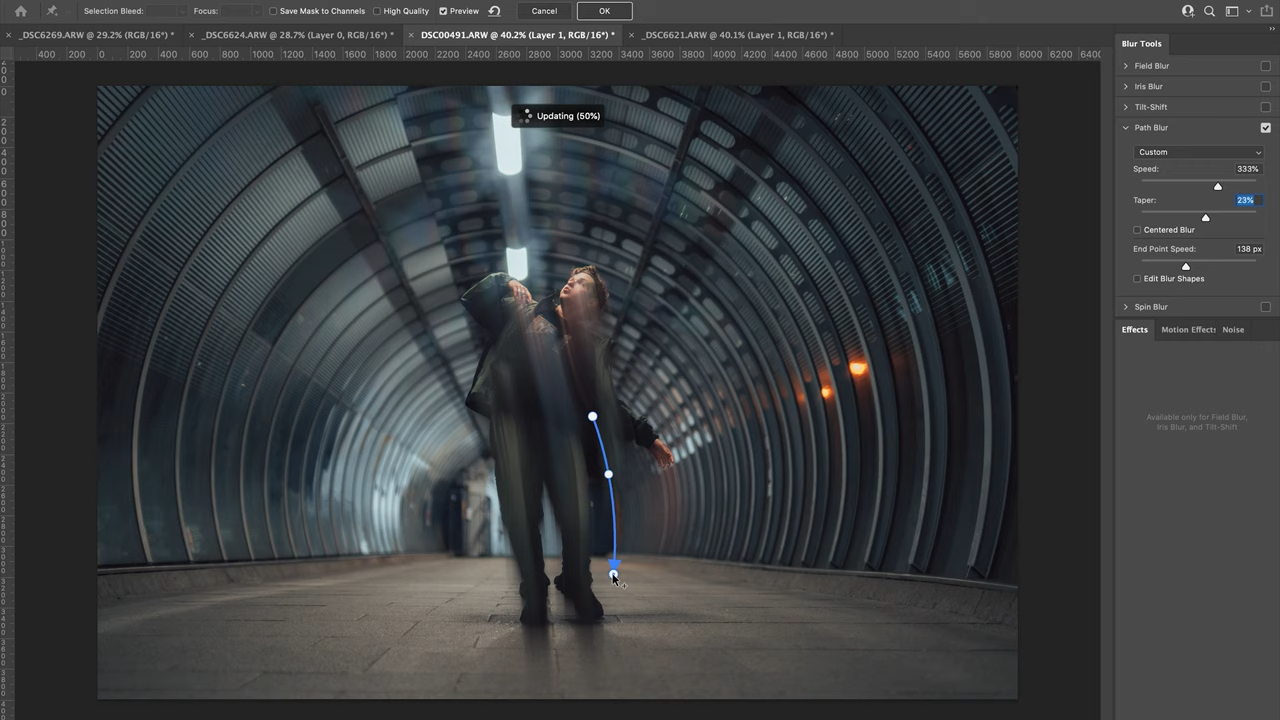 Selection Bleed:
Focus:
Save Mask to Channels
High Quality
Preview
Cancel
OK
_DSC6269.ARW @ 29.2% (RGB/16*) *
_DSC6624.ARW @ 28.7% (Layer 0, RGB/16*) *
DSC00491.ARW @ 40.2% (Layer 1, RGB/16*) *
_DSC6621.ARW @ 40.1% (Layer 1, RGB/16*) *
400 200 0 200 400 600 800 1000 1200 1400 1600 1800 2000 2200 2400 2600 2800 3000 3200 3400 3600 3800 4000 4200 4400 4600 4800 5000 5200 5400 5600 5800 6000 6200 6400
Updating (50%)
Blur Tools
Field Blur
Iris Blur
Tilt-Shift
Path Blur
Custom
Speed: 333%
Taper: 23%
Centered Blur
End Point Speed: 138 px
Edit Blur Shapes
Spin Blur
Effects
Motion Effects
Noise
Available only for Field Blur,
Iris Blur, and Tilt-Shift